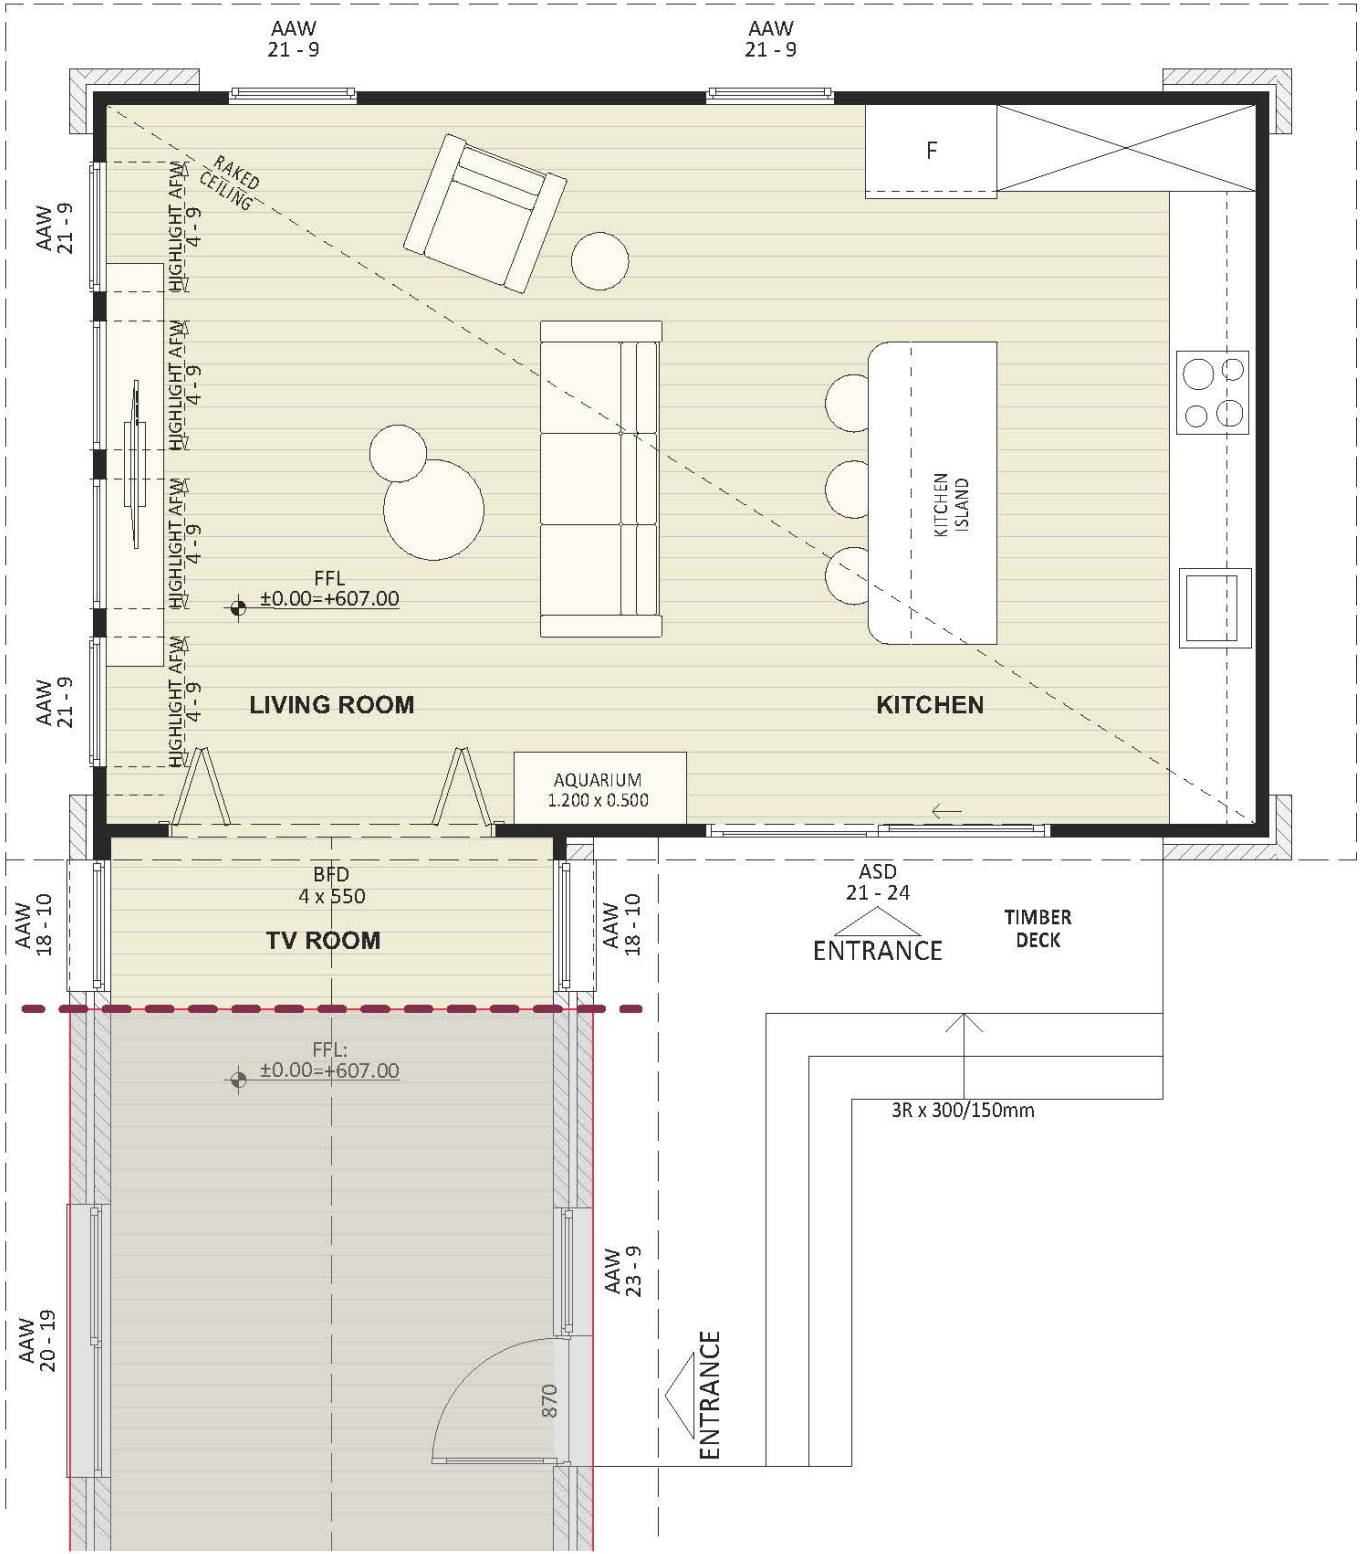 AAW
21 - 9
AAW
21 - 9
RAKED
CEILING
F
AAW
21 - 9
HIGHLIGHT AFW
4 - 9
HIGHLIGHT AFW
4 - 9
HIGHLIGHT AFW
4 - 9
HIGHLIGHT AFW
4 - 9
KITCHEN
ISLAND
FFL
±0.00=+607.00
AAW
21 - 9
LIVING ROOM
KITCHEN
AQUARIUM
1.200 x 0.500
BFD
4 x 550
TV ROOM
AAW
18 - 10
AAW
18 - 10
ASD
21 - 24
ENTRANCE
TIMBER
DECK
FFL:
±0.00=+607.00
3R x 300/150mm
AAW
23 - 9
AAW
20 - 19
870
ENTRANCE